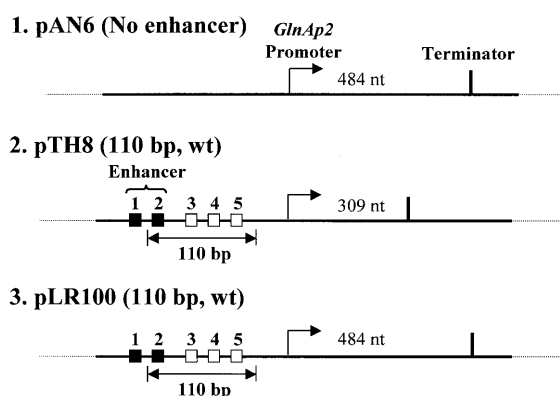 1. pAN6 (No enhancer)
GlnAp2
Promoter
484 nt
Terminator
2. pTH8 (110 bp, wt)
Enhancer
1 2 3 4 5
309 nt
110 bp
3. pLR100 (110 bp, wt)
1 2 3 4 5
484 nt
110 bp